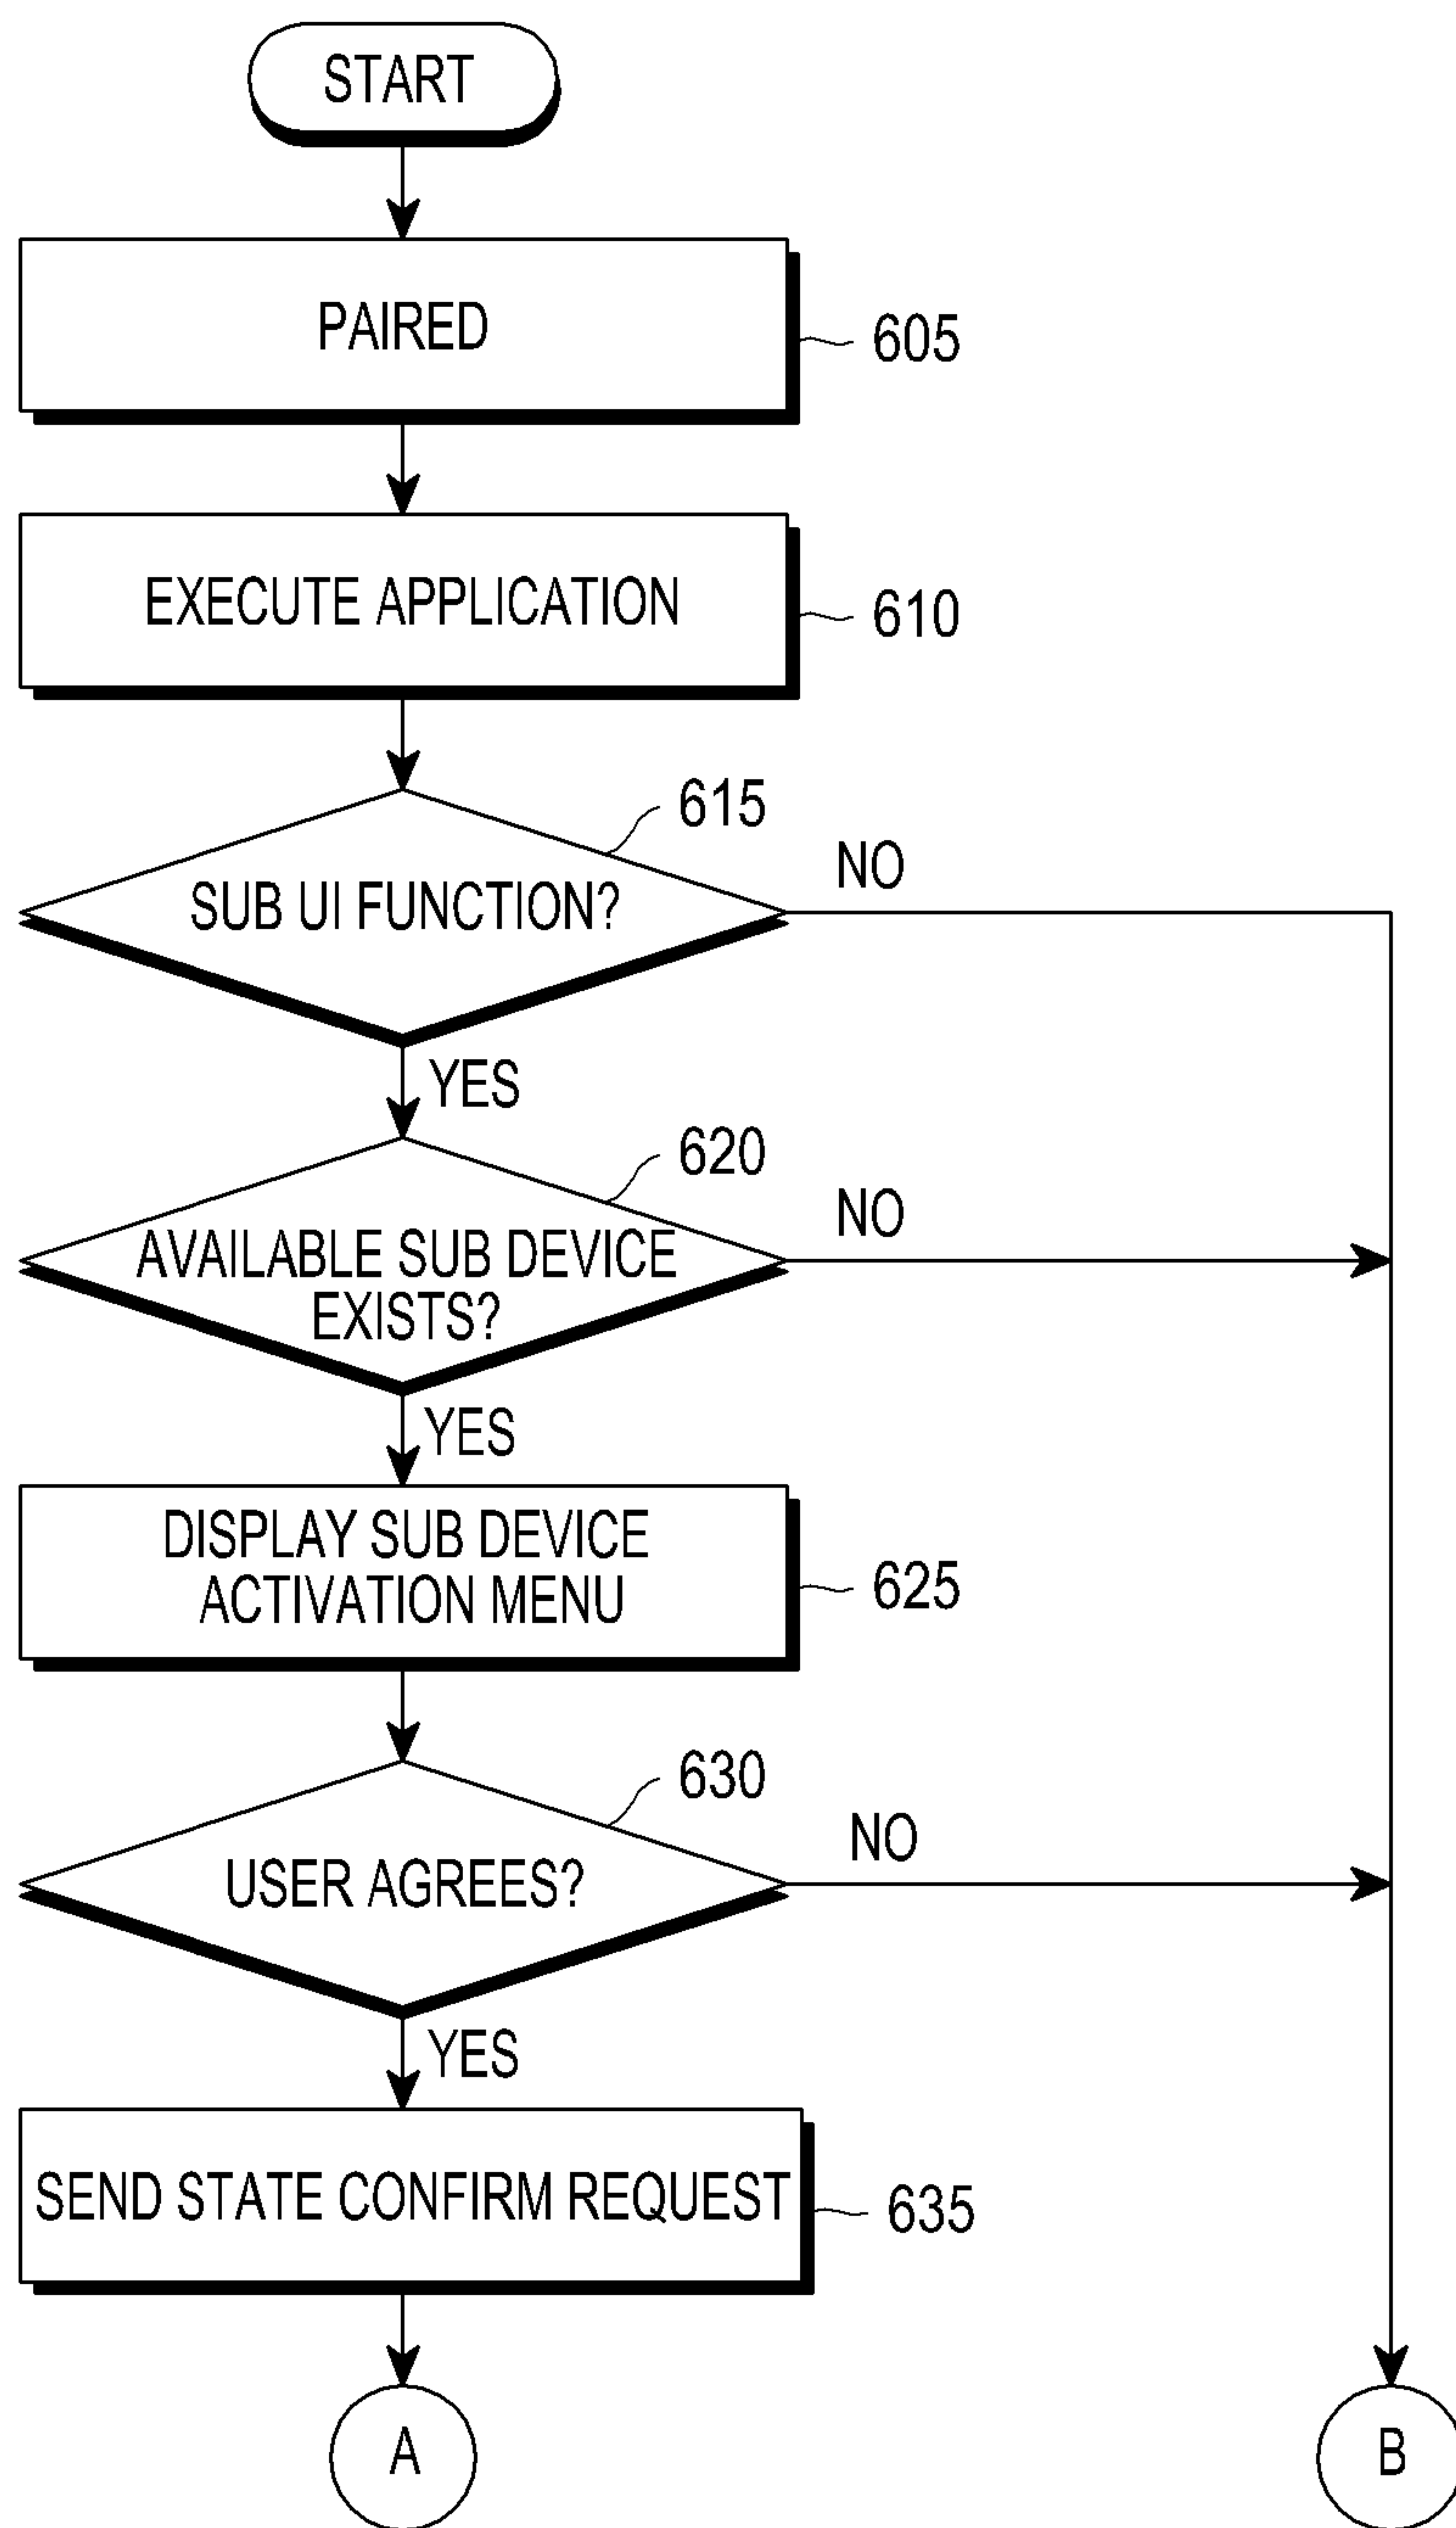 START
PAIRED
605
EXECUTE APPLICATION
610
615
SUB UI FUNCTION?
NO
YES
620
AVAILABLE SUB DEVICE
EXISTS?
NO
YES
DISPLAY SUB DEVICE
ACTIVATION MENU
625
630
USER AGREES?
NO
YES
SEND STATE CONFIRM REQUEST
635
A
B